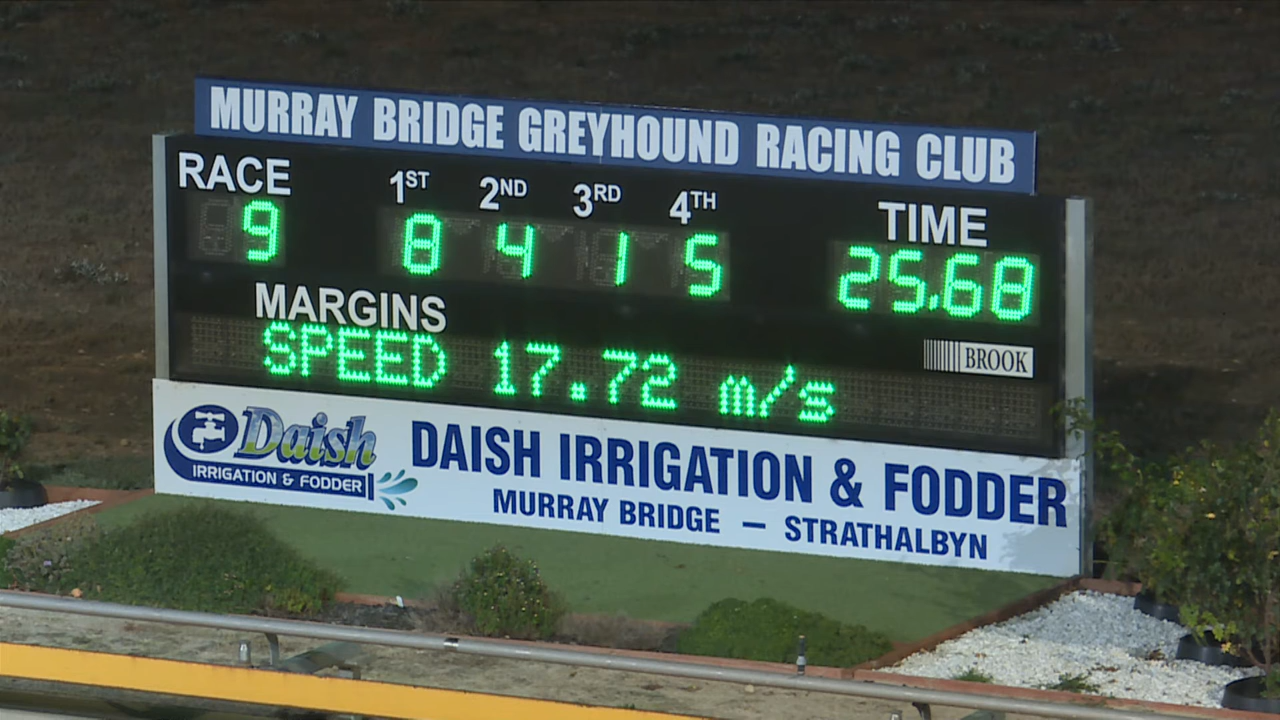 MURRAY BRIDGE GREYHOUND RACING CLUB
RACE 1ST 2ND 3RD 4TH TIME
9 8 4 1 5 25.68
MARGINS
SPEED 17.72 m/s
BROOK
Daish
IRRIGATION & FODDER
DAISH IRRIGATION & FODDER
MURRAY BRIDGE — STRATHALBYN